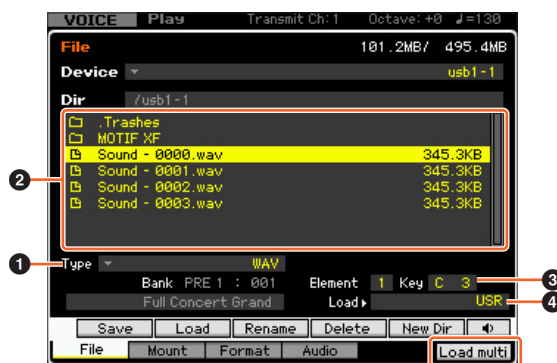 VOICE Play Transmit Ch:1 Octave:+0 ♩=130
File 101.2MB/ 495.4MB
Device usb1-1
Dir /usb1-1
.Trashes
MOTIF XF
Sound - 0000.wav 345.3KB
Sound - 0001.wav 345.3KB
Sound - 0002.wav 345.3KB
Sound - 0003.wav 345.3KB
2
1 Type WAV
Bank PRE 1 : 001 Element 1 Key C 3 3
Full Concert Grand Load USR 4
Save Load Rename Delete New Dir
File Mount Format Audio Load multi